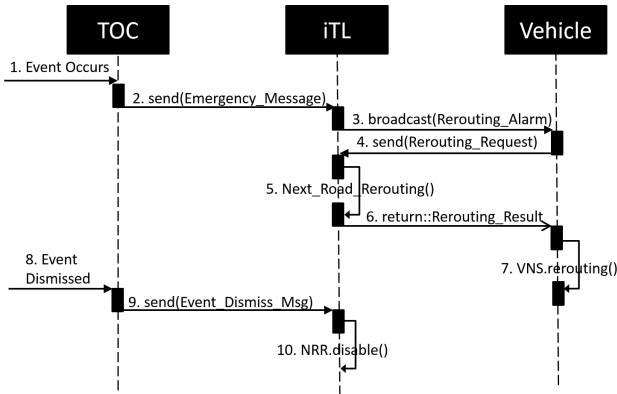 TOC
iTL
Vehicle
1. Event Occurs
2. send(Emergency_Message)
3. broadcast(Rerouting_Alarm)
4. send(Rerouting_Request)
5. Next_Road_Rerouting()
6. return::Rerouting_Result
7. VNS.rerouting()
8. Event
Dismissed
9. send(Event_Dismiss_Msg)
10. NRR.disable()